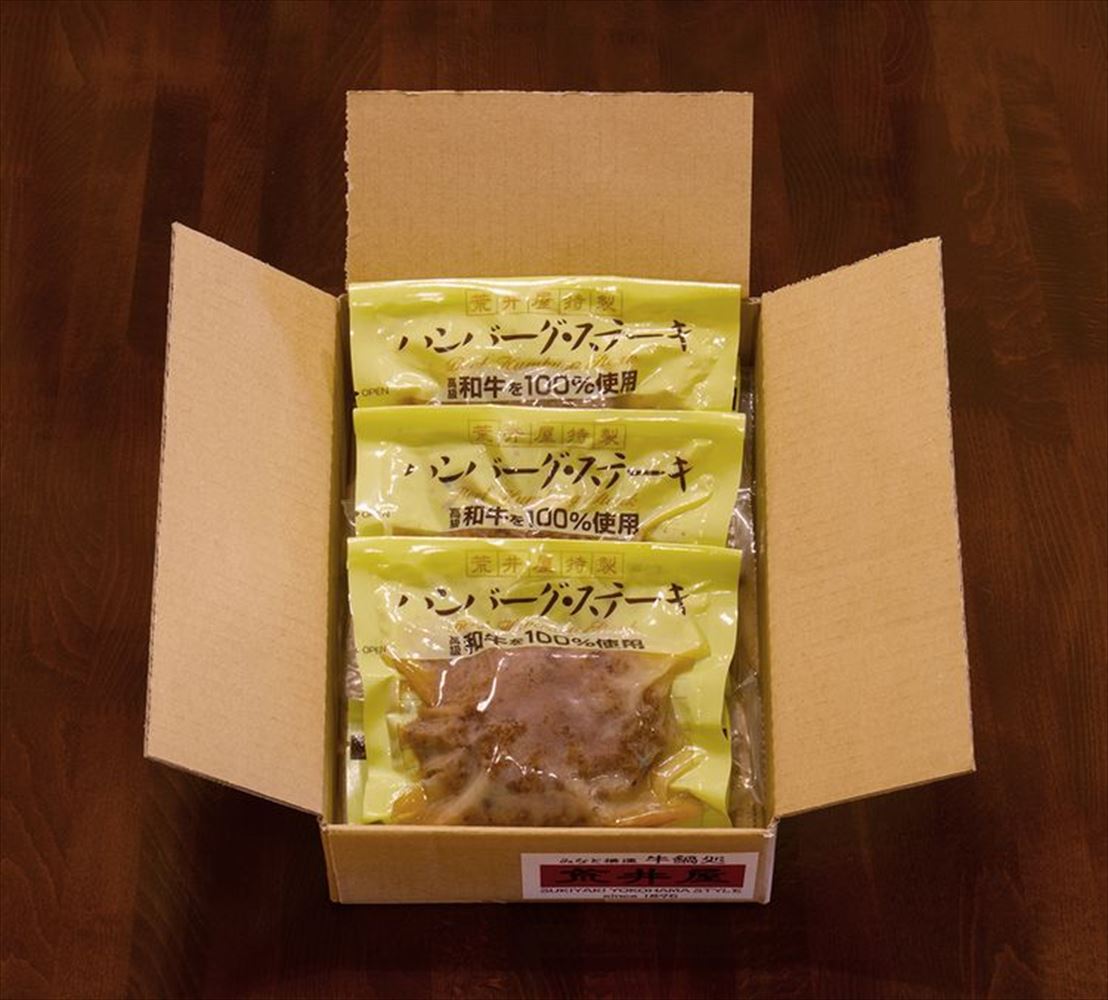 荒井屋特製
ハンバーグ・ステーキ
高級和牛を100%使用
OPEN
荒井屋特製
ハンバーグ・ステーキ
高級和牛を100%使用
OPEN
荒井屋特製
ハンバーグ・ステーキ
高級和牛を100%使用
OPEN
みなと横濱 牛鍋処
荒井屋
SUKIYAKI YOKOHAMA STYLE
since 1895